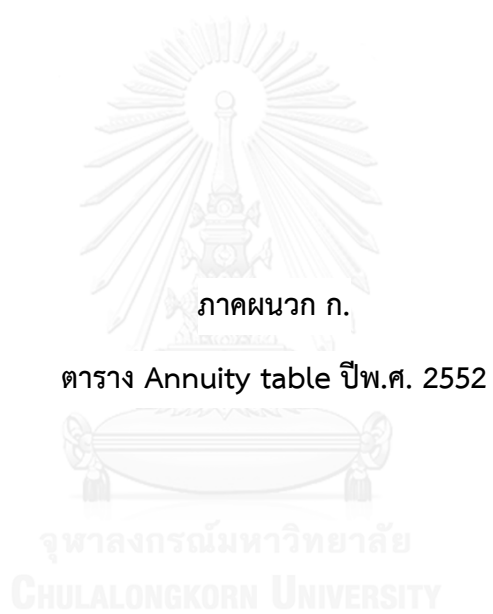 ภาคผนวก ก.
ตาราง Annuity table ปีพ.ศ. 2552
จุฬาลงกรณ์มหาวิทยาลัย
CHULALONGKORN UNIVERSITY